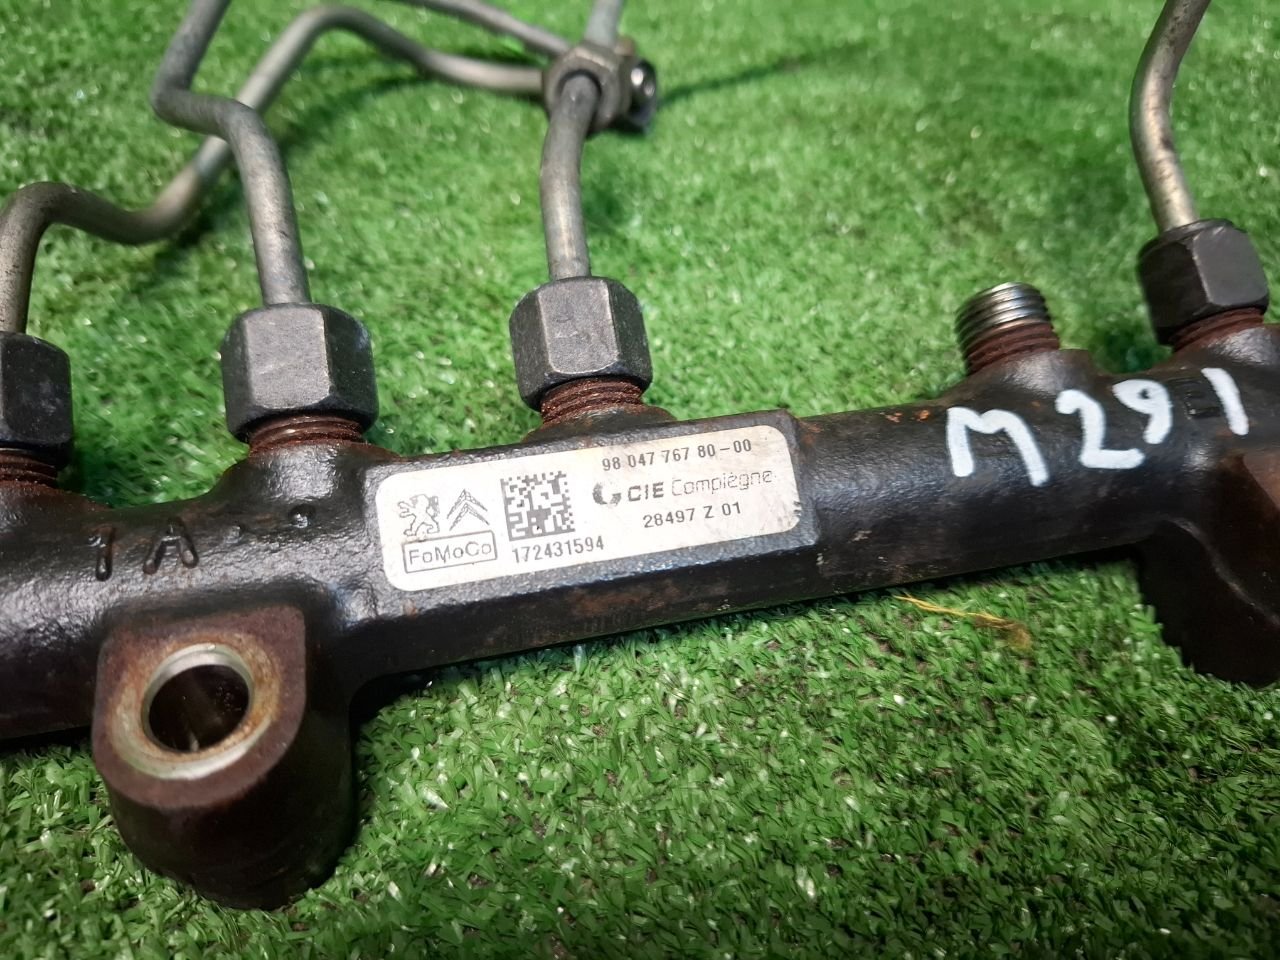 98 047 767 80-00
CIE Compiègne
28497 Z 01
FoMoCo
172431594
M291
1A